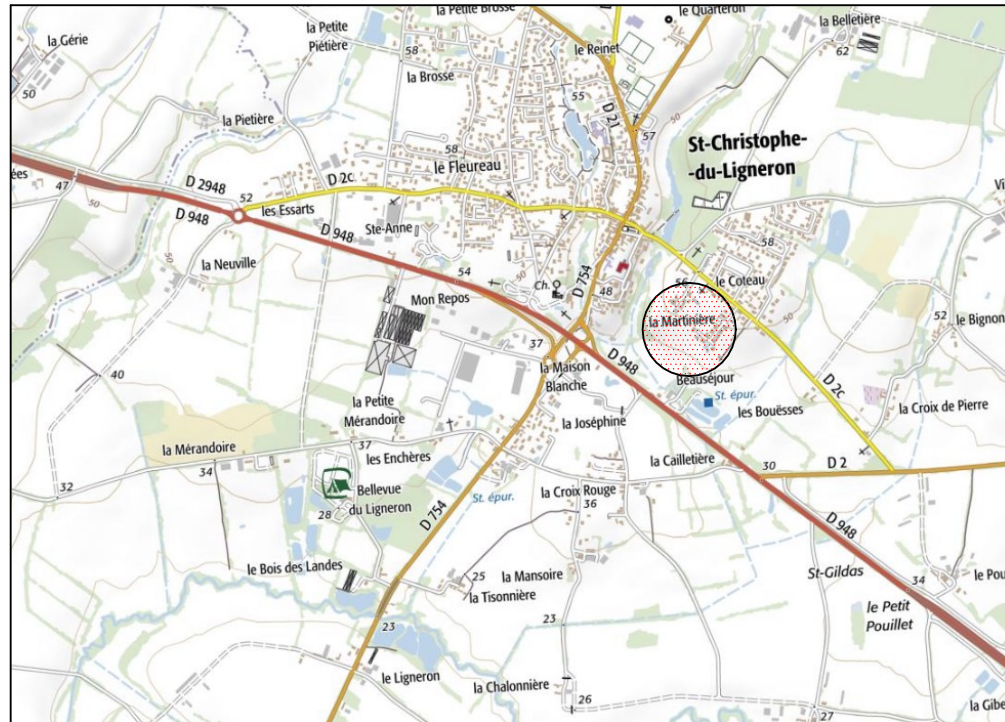 la Gérie
50
la Petite
Piétière
la Petite Brosse
le Reinet
58
la Brosse
le Quarteron
la Belletière
62
55
D 21
57
la Pietière
58
le Fleureau
St-Christophe-
-du-Ligneron
47
D 2948
52
50
D 948
les Essarts
D 2c
Ste-Anne
D 948
la Neuville
50
54
Mon Repos
Ch.
50
D 754
48
56
58
le Coteau
la Martinière
50
52
le Bignon
37
la Maison
Blanche
D 948
Beauséjour
St. épur.
les Bouësses
D 2c
la Croix de Pierre
40
la Petite
Mérandoire
la Joséphine
la Mérandoire
37
34
32
les Enchères
la Cailletière
30
D 2
Bellevue
du Ligneron
28
D 754
St. épur.
la Croix Rouge
36
D 948
le Bois des Landes
25
la Tisonnière
la Mansoire
St-Gildas
34
le Petit
Pouillet
23
23
le Ligneron
la Chalonnière
26
27